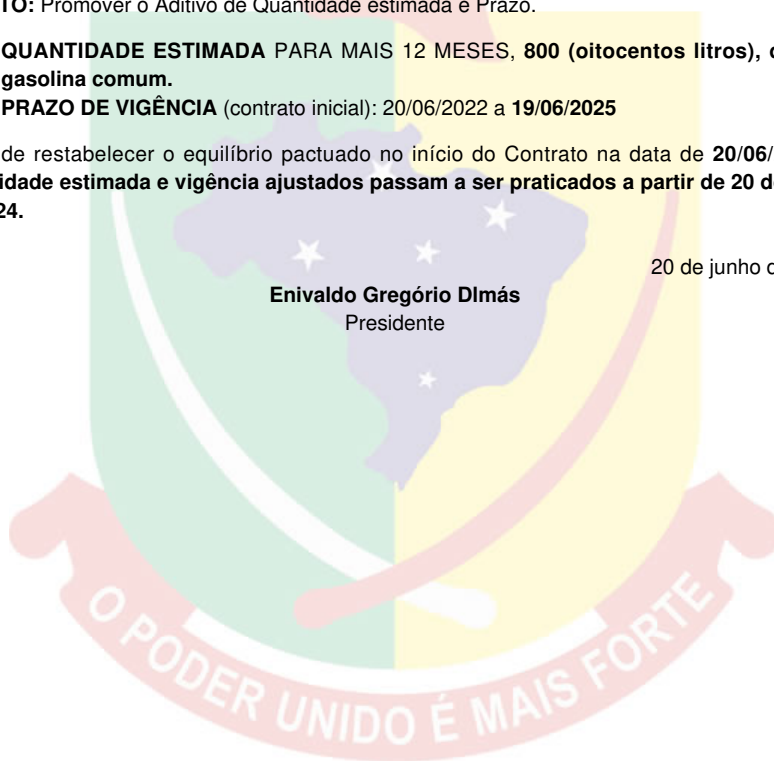 TO: Promover o Aditivo de Quantidade estimada e Prazo.
QUANTIDADE ESTIMADA PARA MAIS 12 MESES, 800 (oitocentos litros),
gasolina comum.
PRAZO DE VIGÊNCIA (contrato inicial): 20/06/2022 a 19/06/2025
de restabelecer o equilíbrio pactuado no início do Contrato na data de 20/06/
idade estimada e vigência ajustados passam a ser praticados a partir de 20
24.
20 de junho
Enivaldo Gregório DImás
Presidente
O PODER UNIDO É MAIS FORTE